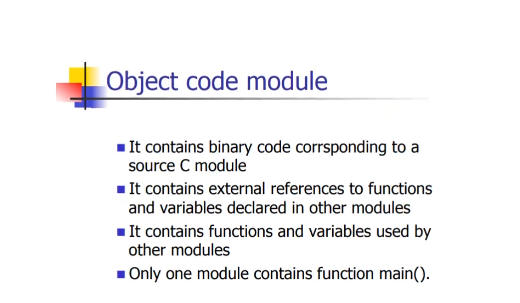 Object code module
It contains binary code corrsponding to a
source C module
It contains external references to functions
and variables declared in other modules
It contains functions and variables used by
other modules
Only one module contains function main().